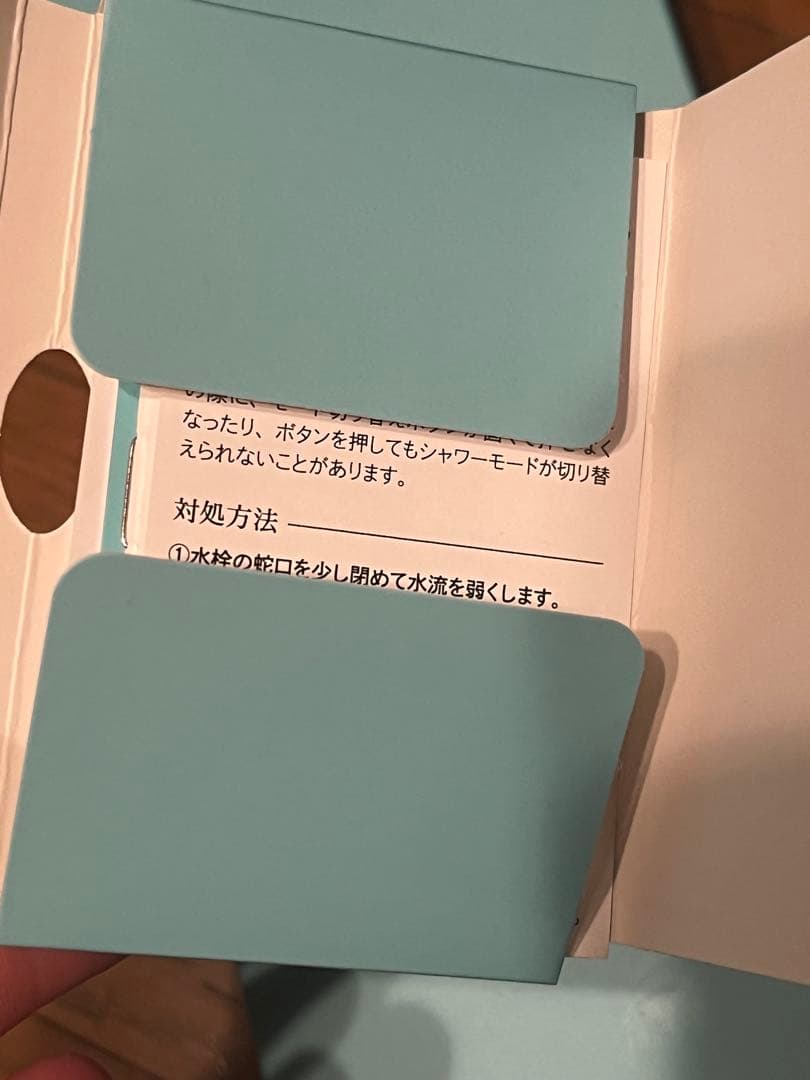 なったり、ボタンを押してもシャワーモードが切り替
えられないことがあります。
対処方法
①水栓の蛇口を少し閉めて水流を弱くします。